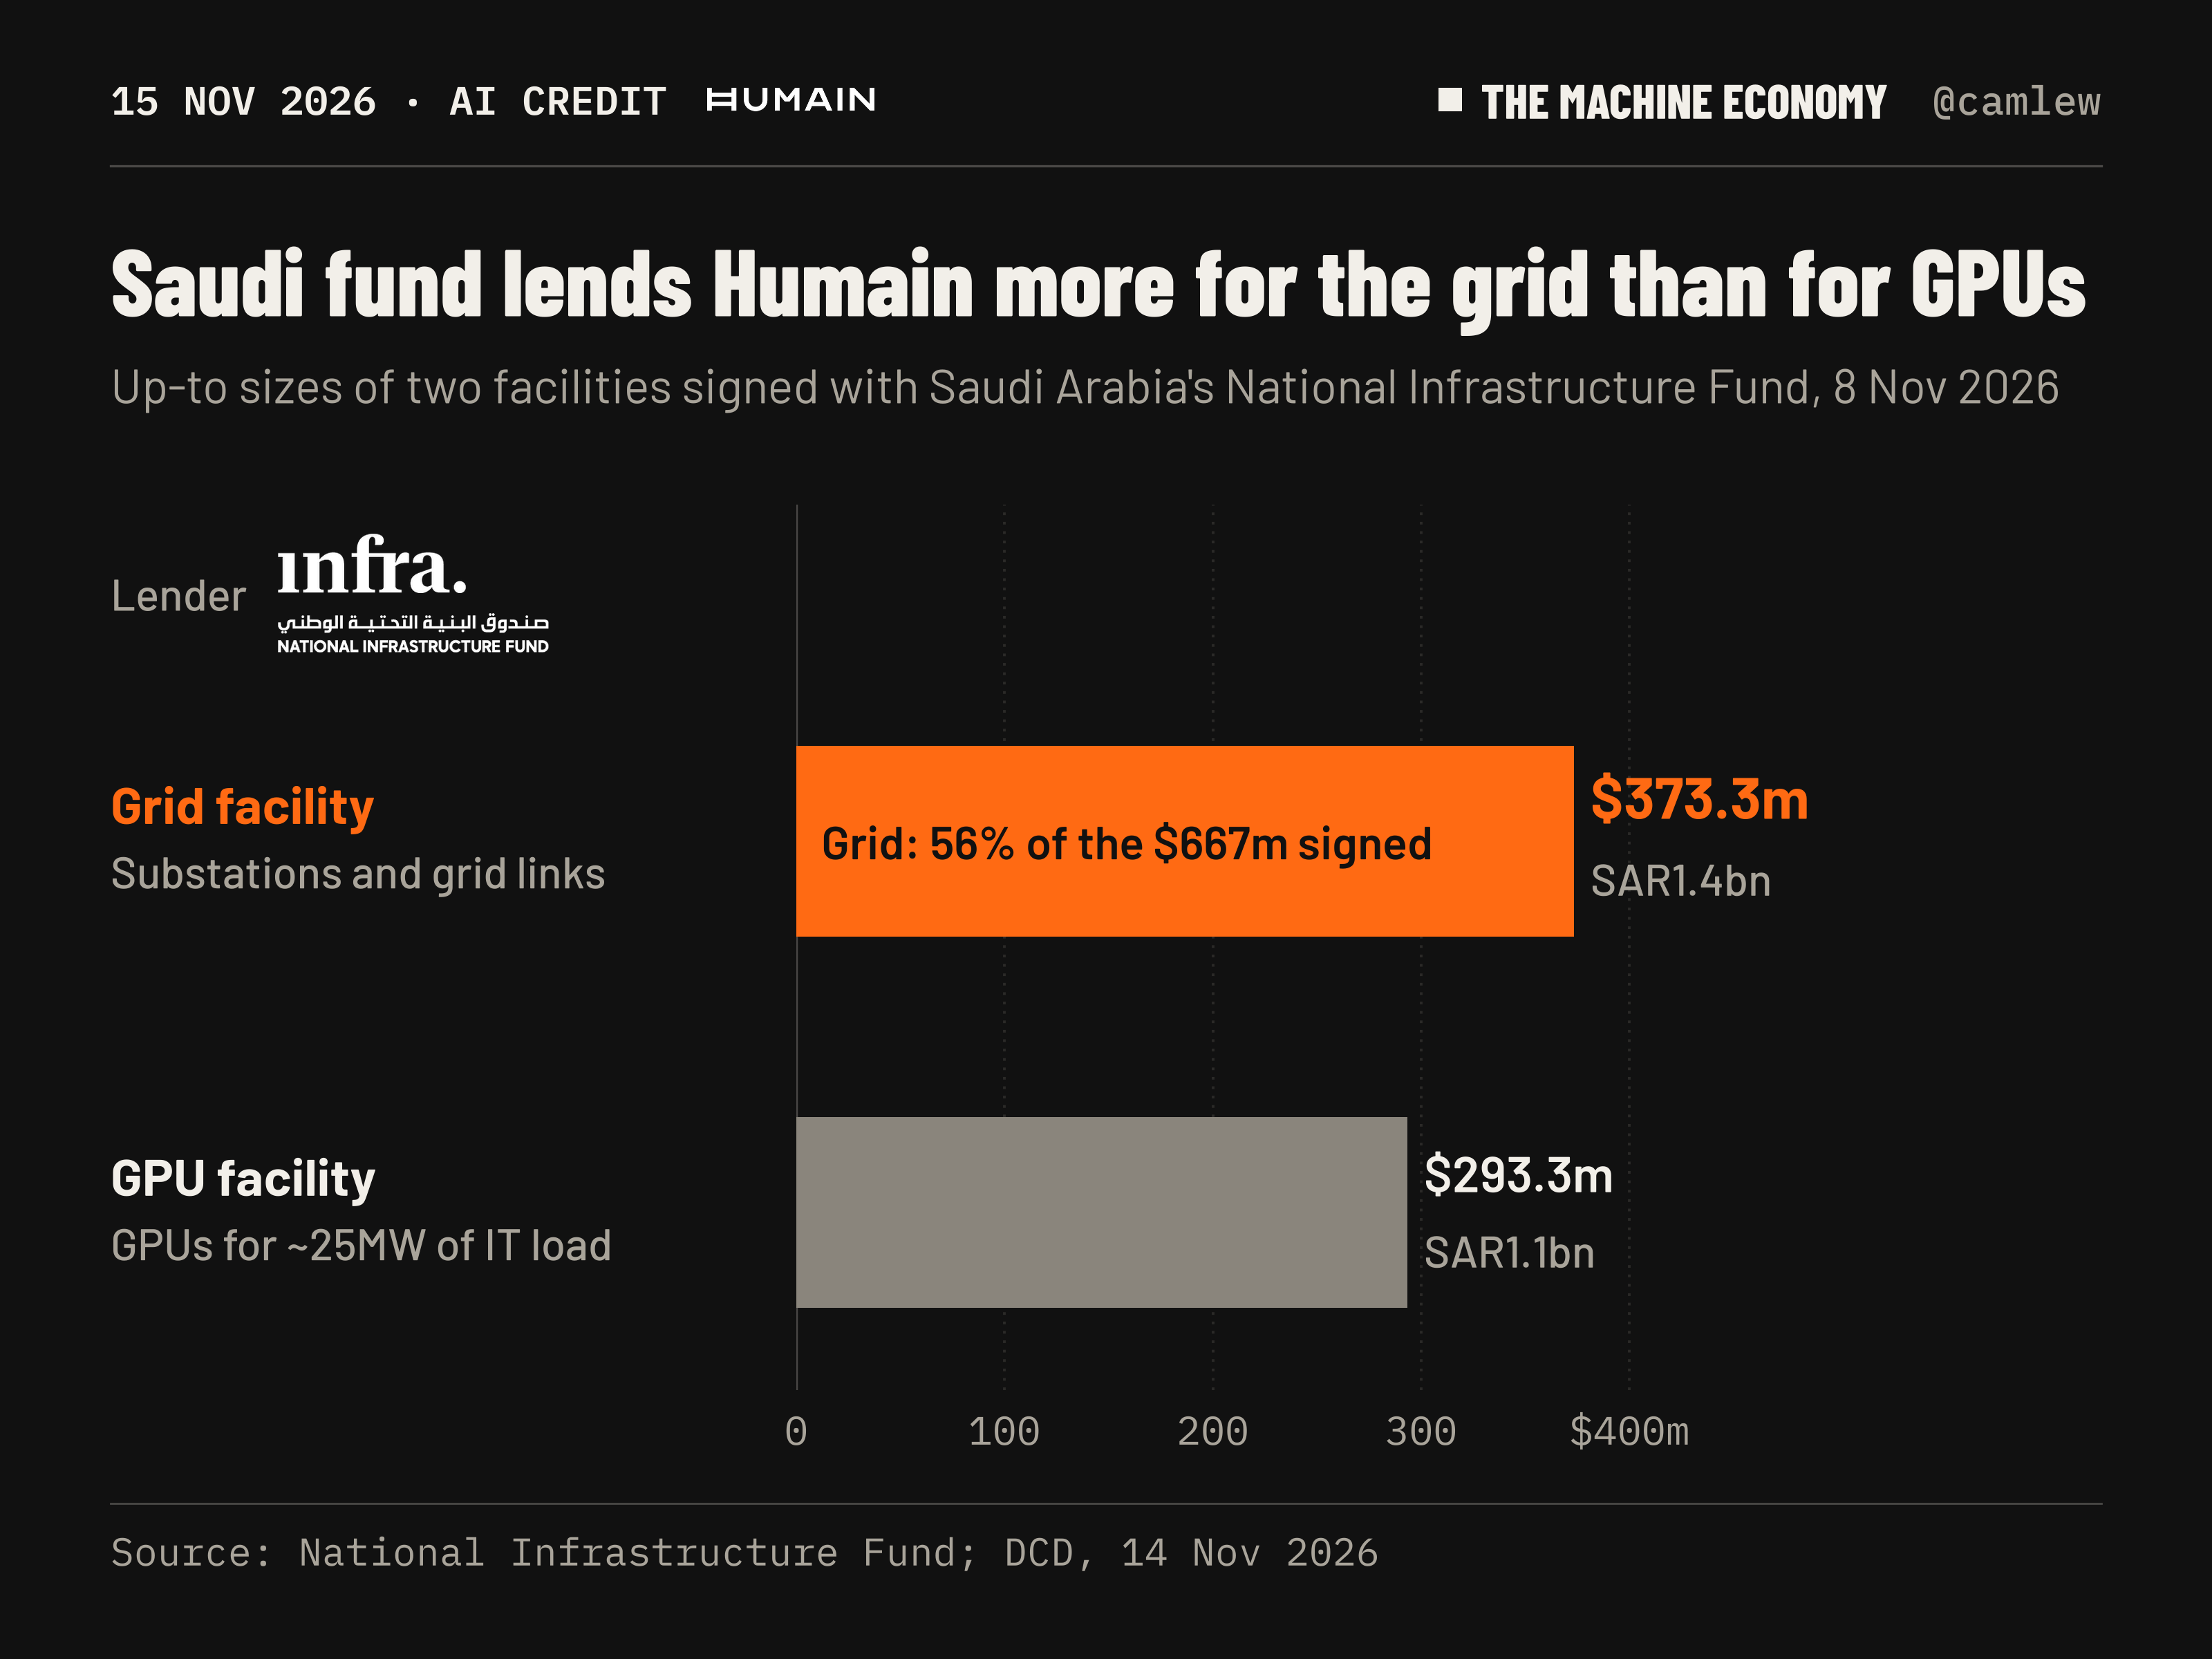 15 NOV 2026 · AI CREDIT HUMAIN
THE MACHINE ECONOMY @camlew
Saudi fund lends Humain more for the grid than for GPUs
Up-to sizes of two facilities signed with Saudi Arabia's National Infrastructure Fund, 8 Nov 2026
Lender
infra.
صندوق البنية التحتية الوطني
NATIONAL INFRASTRUCTURE FUND
Grid facility
Substations and grid links
Grid: 56% of the $667m signed
$373.3m
SAR1.4bn
GPU facility
GPUs for ~25MW of IT load
$293.3m
SAR1.1bn
0 100 200 300 $400m
Source: National Infrastructure Fund; DCD, 14 Nov 2026